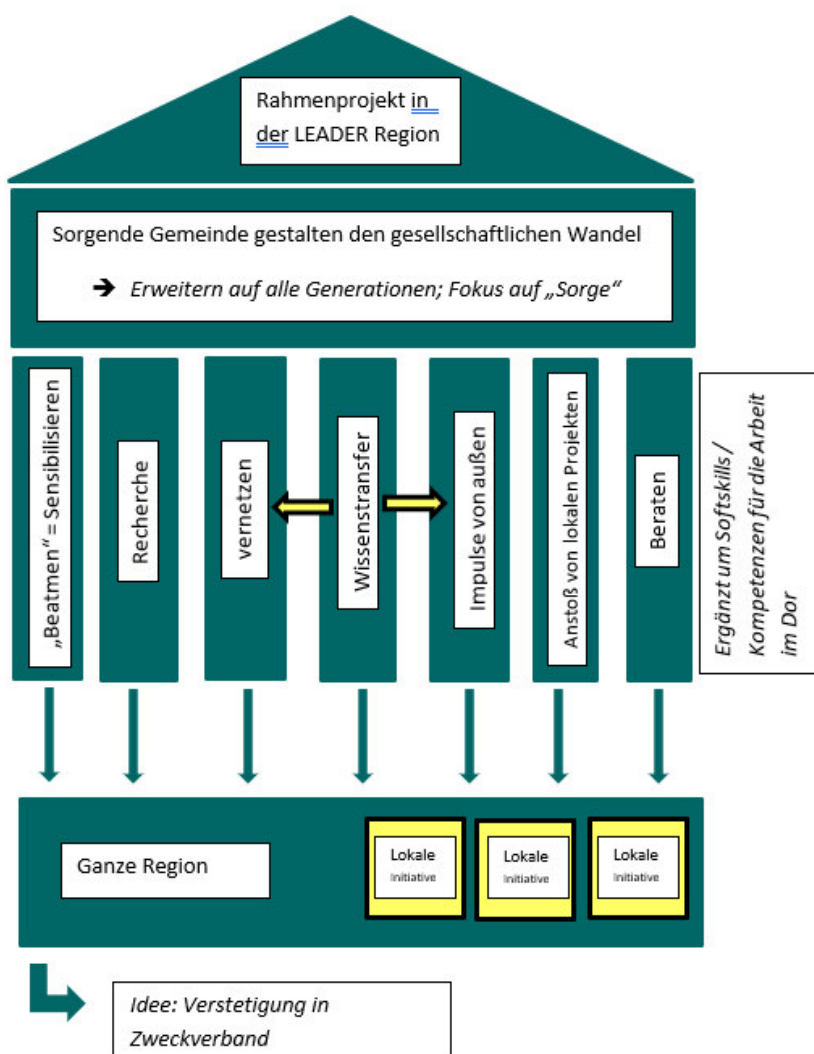 Rahmenprojekt in
der LEADER Region
Sorgende Gemeinde gestalten den gesellschaftlichen Wandel
➔ Erweitern auf alle Generationen; Fokus auf „Sorge“
„Beatmen“ = Sensibilisieren
Recherche
vernetzen
Wissenstransfer
Impulse von außen
Anstoß von lokalen Projekten
Beraten
Ergänzt um Softskills /
Kompetenzen für die Arbeit
im Dor
Ganze Region
Lokale
Initiative
Lokale
Initiative
Lokale
Initiative
Idee: Verstetigung in
Zweckverband